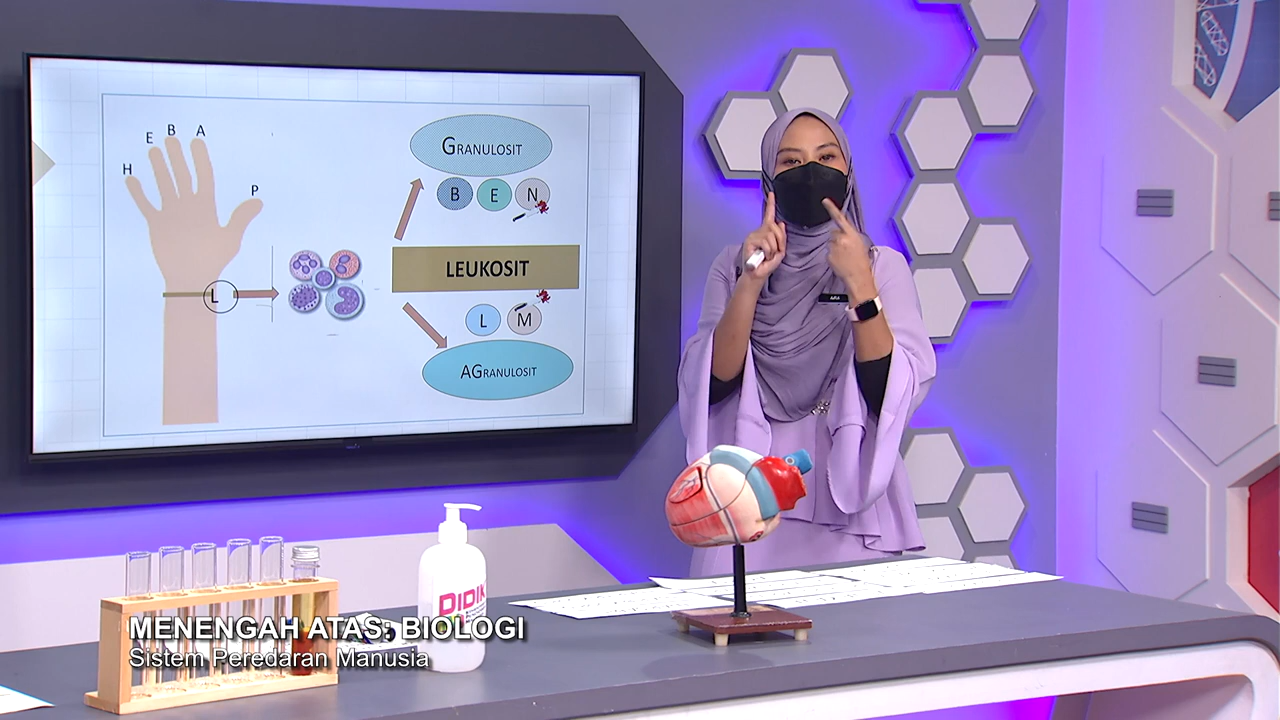 H
E
B
A
P
L
GRANULOSIT
B
E
N
LEUKOSIT
L
M
AGRANULOSIT
DIDIK
MENENGAH ATAS: BIOLOGI
Sistem Peredaran Manusia